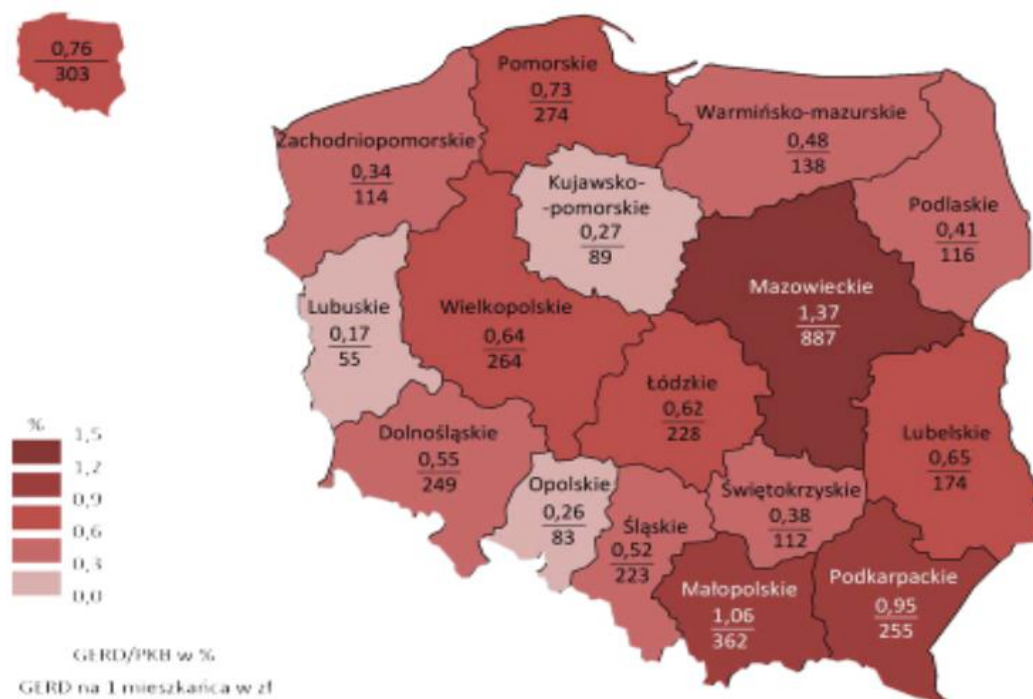 0,76
303
Pomorskie
0,73
274
Warmińsko-mazurskie
0,48
138
Zachodniopomorskie
0,34
114
Kujawsko-
-pomorskie
0,27
89
Podlaskie
0,41
116
Mazowieckie
1,37
887
Lubuskie
0,17
55
Wielkopolskie
0,64
264
Łódzkie
0,62
228
Lubelskie
0,65
174
Dolnośląskie
0,55
249
Opolskie
0,26
83
Śląskie
0,52
223
Świętokrzyskie
0,38
112
Małopolskie
1,06
362
Podkarpackie
0,95
255
%
1,5
1,2
0,9
0,6
0,3
0,0
GERD/PKB w %
GERD na 1 mieszkańca w zł